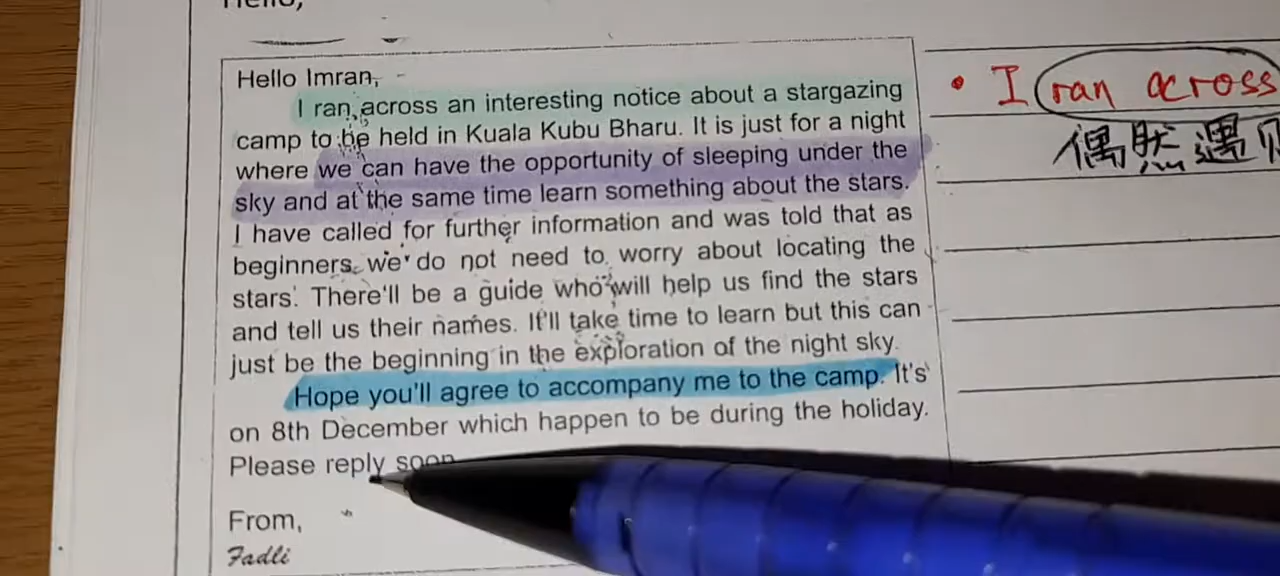 Hello,
Hello Imran,
I ran across an interesting notice about a stargazing
camp to be held in Kuala Kubu Bharu. It is just for a night
where we can have the opportunity of sleeping under the
sky and at the same time learn something about the stars.
I have called for further information and was told that as
beginners, we do not need to worry about locating the
stars. There'll be a guide who will help us find the stars
and tell us their names. It'll take time to learn but this can
just be the beginning in the exploration of the night sky.
Hope you'll agree to accompany me to the camp. It's
on 8th December which happen to be during the holiday.
Please reply soon
From,
Fadli
• I ran across
偶然遇见